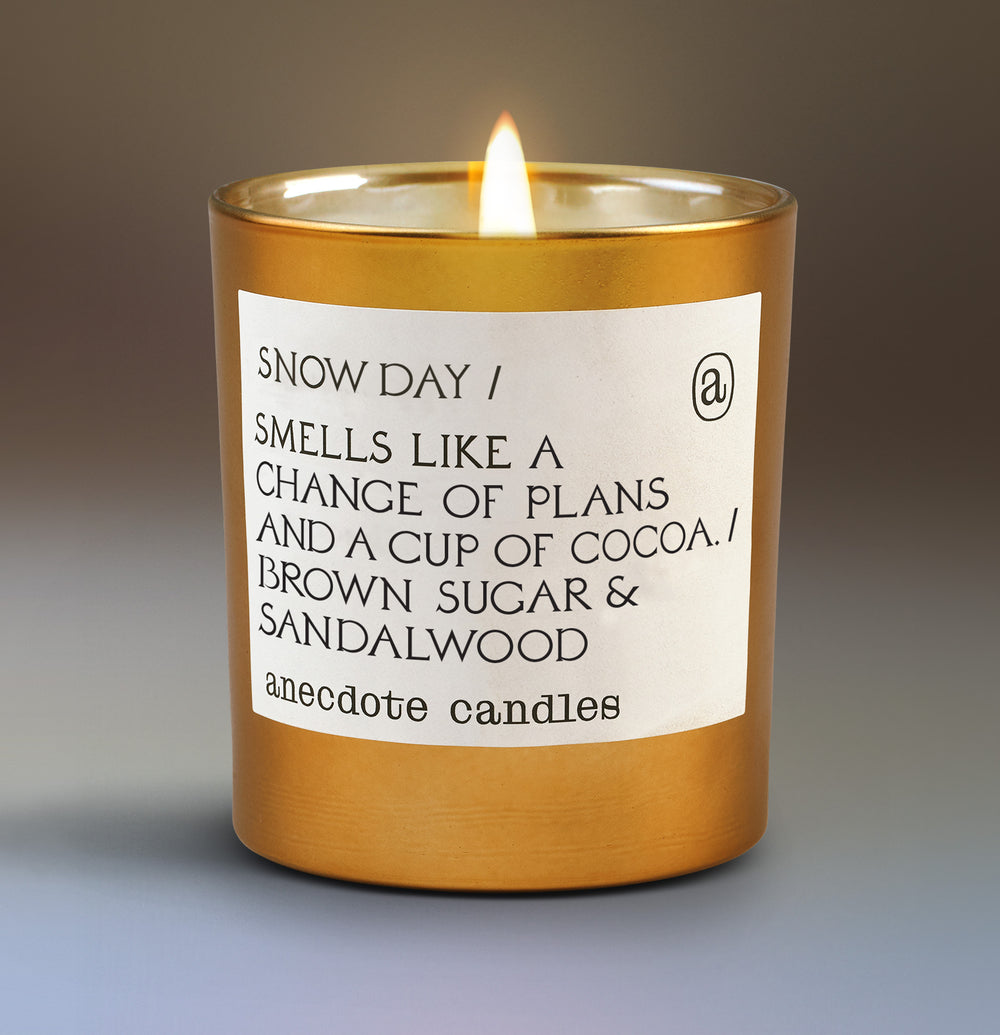 SNOW DAY /
a
SMELLS LIKE A
CHANGE OF PLANS
AND A CUP OF COCOA. /
BROWN SUGAR &
SANDALWOOD
anecdote candles